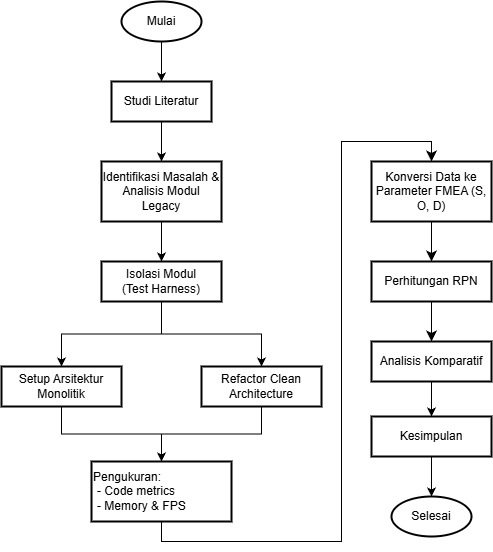 Mulai
Studi Literatur
Identifikasi Masalah &
Analisis Modul
Legacy
Isolasi Modul
(Test Harness)
Setup Arsitektur
Monolitik
Refactor Clean
Architecture
Pengukuran:
- Code metrics
- Memory & FPS
Konversi Data ke
Parameter FMEA (S,
O, D)
Perhitungan RPN
Analisis Komparatif
Kesimpulan
Selesai